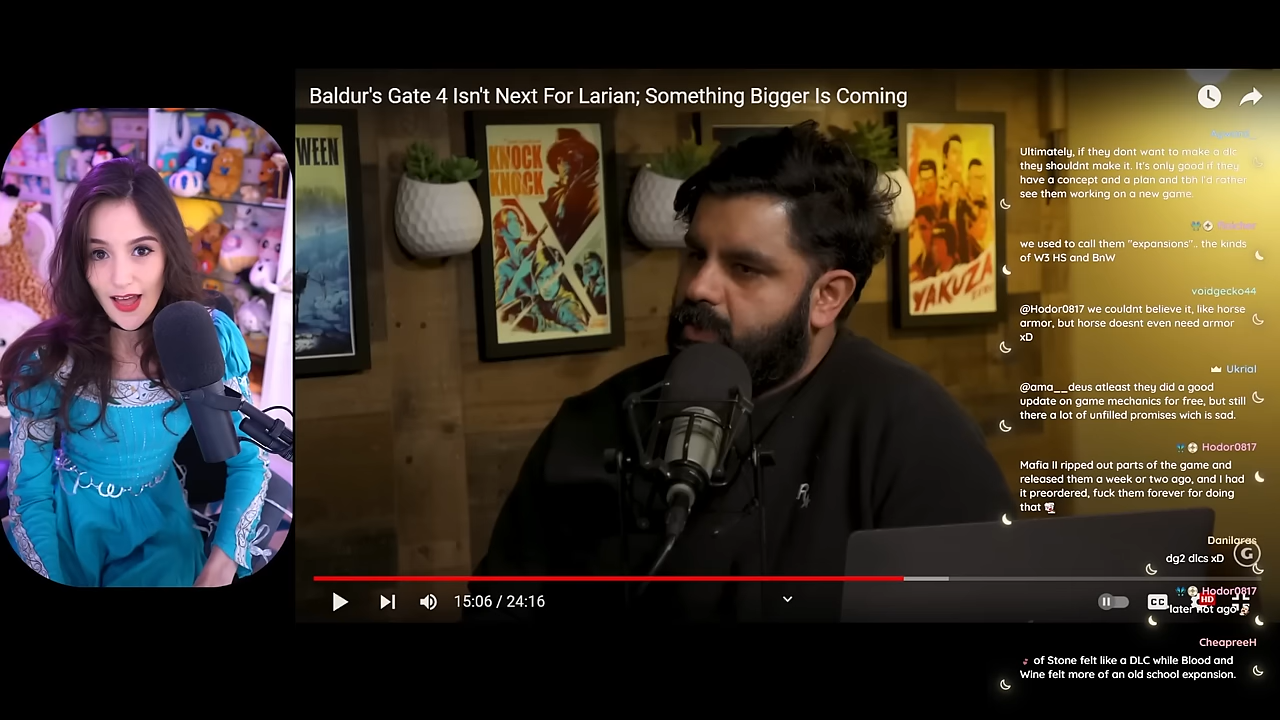 Baldur's Gate 4 Isn't Next For Larian; Something Bigger Is Coming
WEEN
KNOCK
KNOCK
YAKUZA
Ultimately, if they dont want to make a dlc
they shouldnt make it. It's only good if they
have a concept and a plan and tbh I'd rather
see them working on a new game.
we used to call them "expansions".. the kinds
of W3 HS and BnW
voidgecko44
@Hodor0817 we couldnt believe it, like horse
armor, but horse doesnt even need armor
xD
Ukrial
@ama__deus atleast they did a good
update on game mechanics for free, but still
there a lot of unfilled promises wich is sad.
Hodor0817
Mafia II ripped out parts of the game and
released them a week or two ago, and I had
it preordered, fuck them forever for doing
that
Danilaras
dg2 dlcs xD
G
15:06 / 24:16
CC
HD
Hodor0817
later not ago
CheapreeH
of Stone felt like a DLC while Blood and
Wine felt more of an old school expansion.